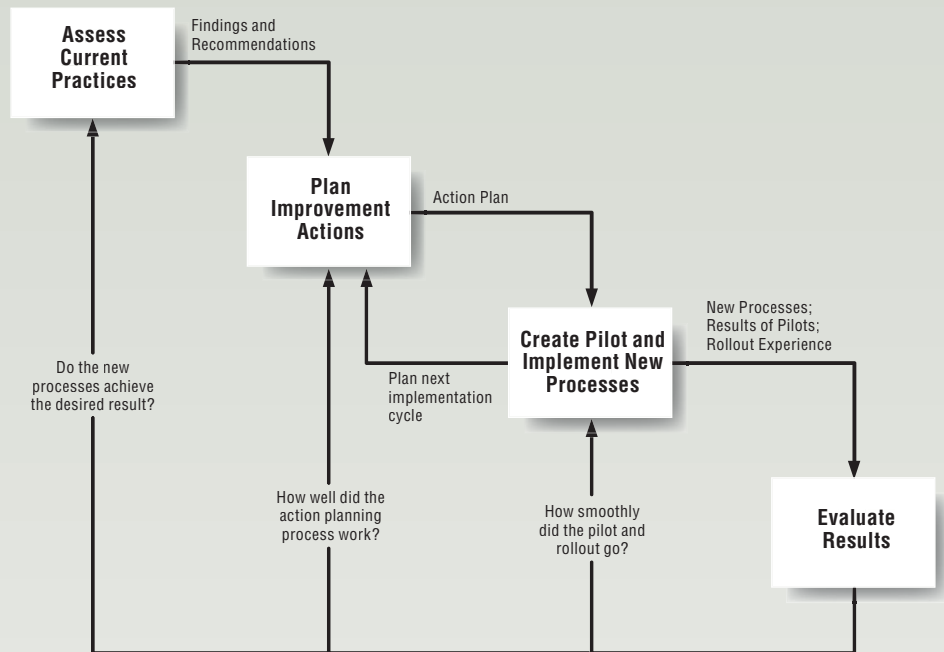 Assess
Current
Practices
Findings and
Recommendations
Plan
Improvement
Actions
Action Plan
Create Pilot and
Implement New
Processes
New Processes;
Results of Pilots;
Rollout Experience
Plan next
implementation
cycle
Do the new
processes achieve
the desired result?
How well did the
action planning
process work?
How smoothly
did the pilot and
rollout go?
Evaluate
Results